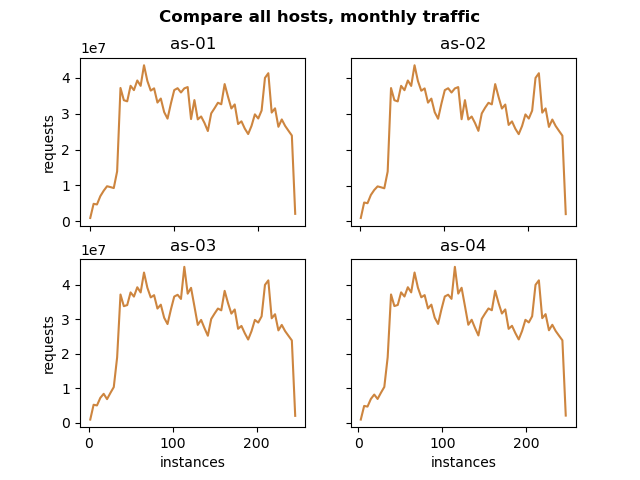 Compare all hosts, monthly traffic
as-01
as-02
1e7
4
3
2
1
0
requests
as-03
as-04
1e7
4
3
2
1
0
requests
0 100 200
0 100 200
instances
instances